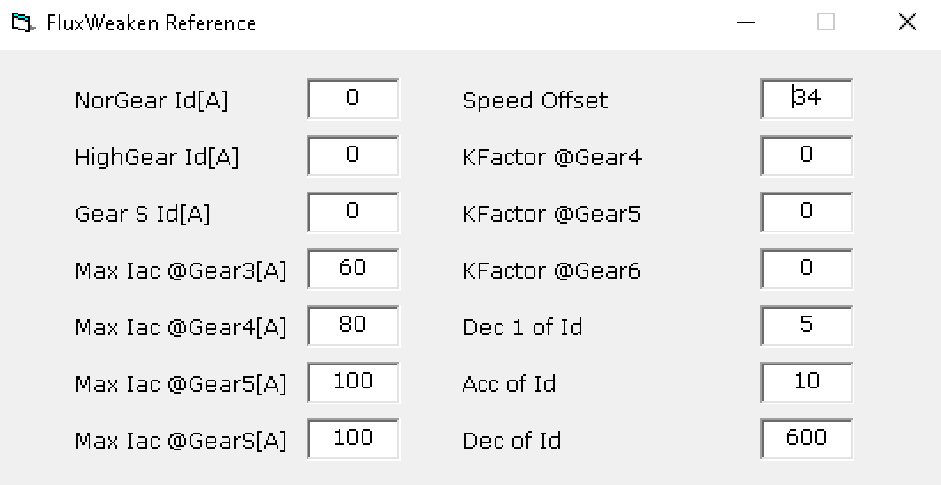 FluxWeaken Reference
NorGear Id[A] 0 Speed Offset 34
HighGear Id[A] 0 KFactor @Gear4 0
Gear S Id[A] 0 KFactor @Gear5 0
Max Iac @Gear3[A] 60 KFactor @Gear6 0
Max Iac @Gear4[A] 80 Dec 1 of Id 5
Max Iac @Gear5[A] 100 Acc of Id 10
Max Iac @GearS[A] 100 Dec of Id 600